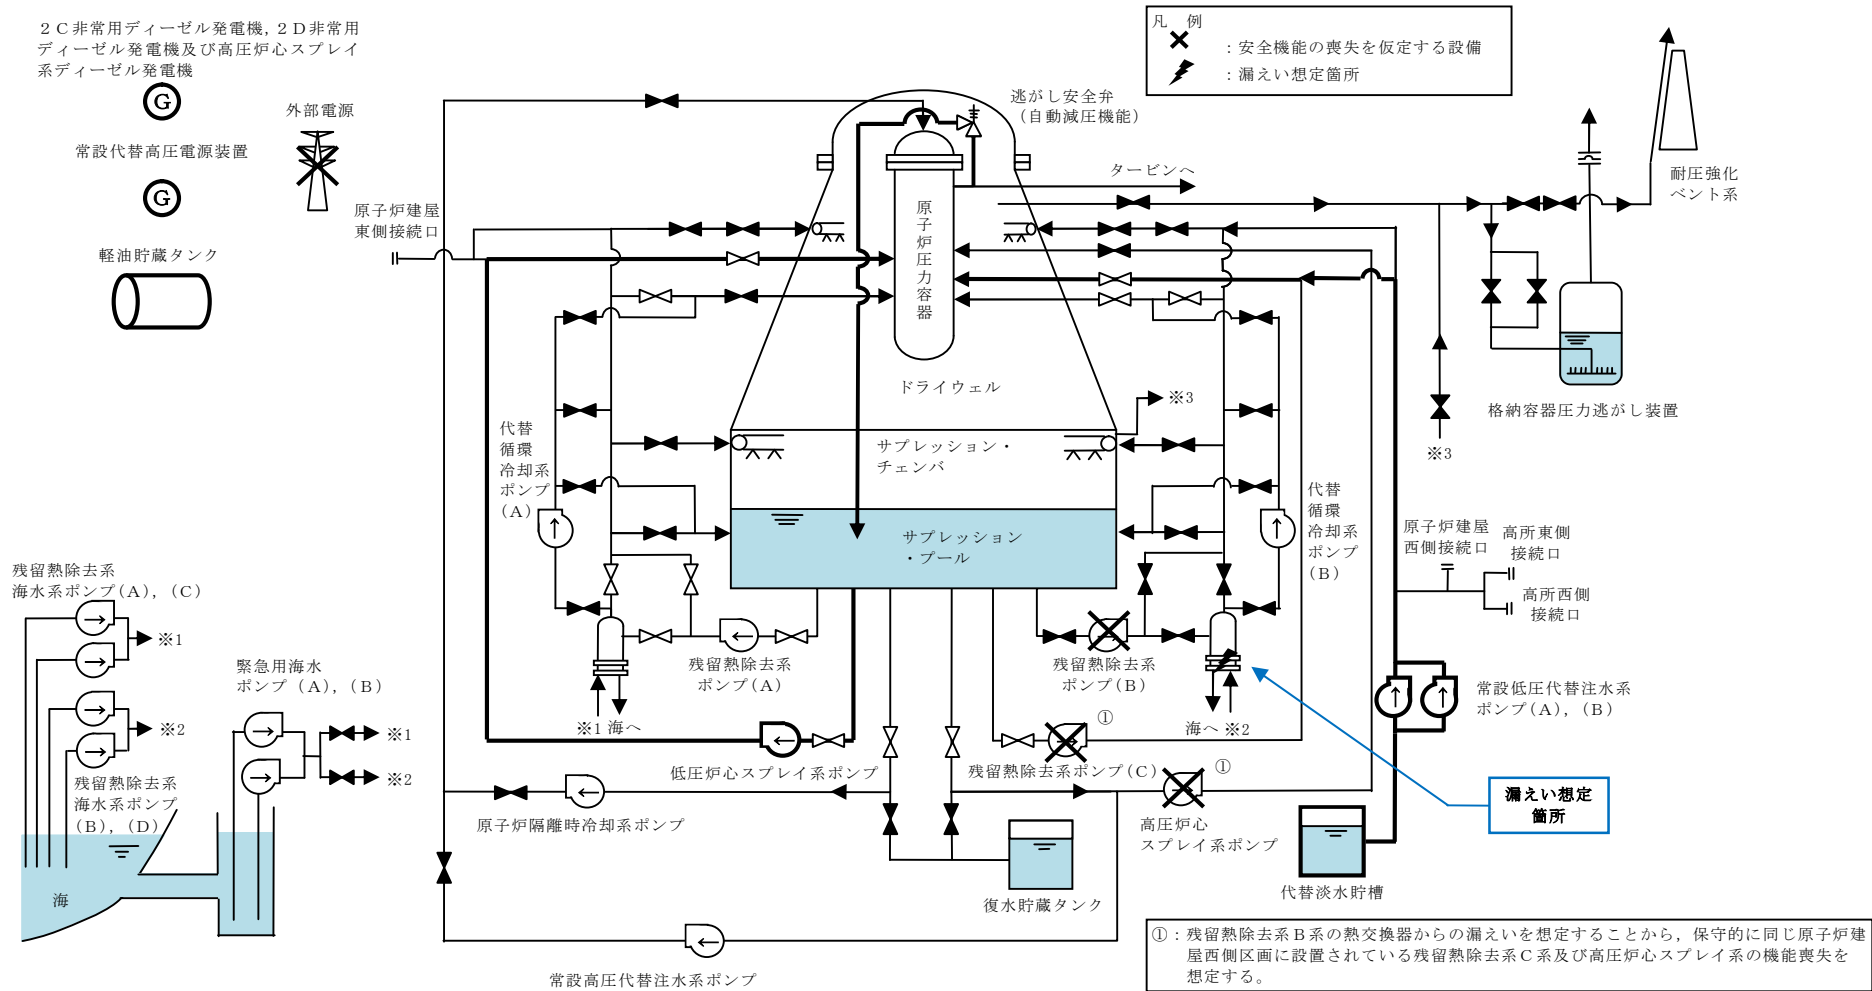 ２Ｃ非常用ディーゼル発電機，２Ｄ非常用
ディーゼル発電機及び高圧炉心スプレイ
系ディーゼル発電機
G
外部電源
常設代替高圧電源装置
G
軽油貯蔵タンク
凡　例
：安全機能の喪失を仮定する設備
：漏えい想定箇所
逃がし安全弁
（自動減圧機能）
タービンへ
耐圧強化
ベント系
原子炉建屋
東側接続口
原子炉圧力容器
ドライウェル
※3
格納容器圧力逃がし装置
※3
サプレッション・
チェンバ
サプレッション
・プール
代替
循環
冷却系
ポンプ
（A）
代替
循環
冷却系
ポンプ
（B）
原子炉建屋
西側接続口
高所東側
接続口
高所西側
接続口
残留熱除去系
海水系ポンプ（A），（C）
※1
※2
残留熱除去系
海水系ポンプ
（B），（D）
海
緊急用海水
ポンプ（A），（B）
※1
※2
残留熱除去系
ポンプ（A）
※1 海へ
残留熱除去系
ポンプ（B）
海へ ※2
低圧炉心スプレイ系ポンプ
①
残留熱除去系ポンプ（C）
①
高圧炉心
スプレイ系ポンプ
原子炉隔離時冷却系ポンプ
復水貯蔵タンク
常設高圧代替注水系ポンプ
常設低圧代替注水系
ポンプ（A），（B）
漏えい想定
箇所
代替淡水貯槽
①：残留熱除去系Ｂ系の熱交換器からの漏えいを想定することから，保守的に同じ原子炉建
屋西側区画に設置されている残留熱除去系Ｃ系及び高圧炉心スプレイ系の機能喪失を
想定する。